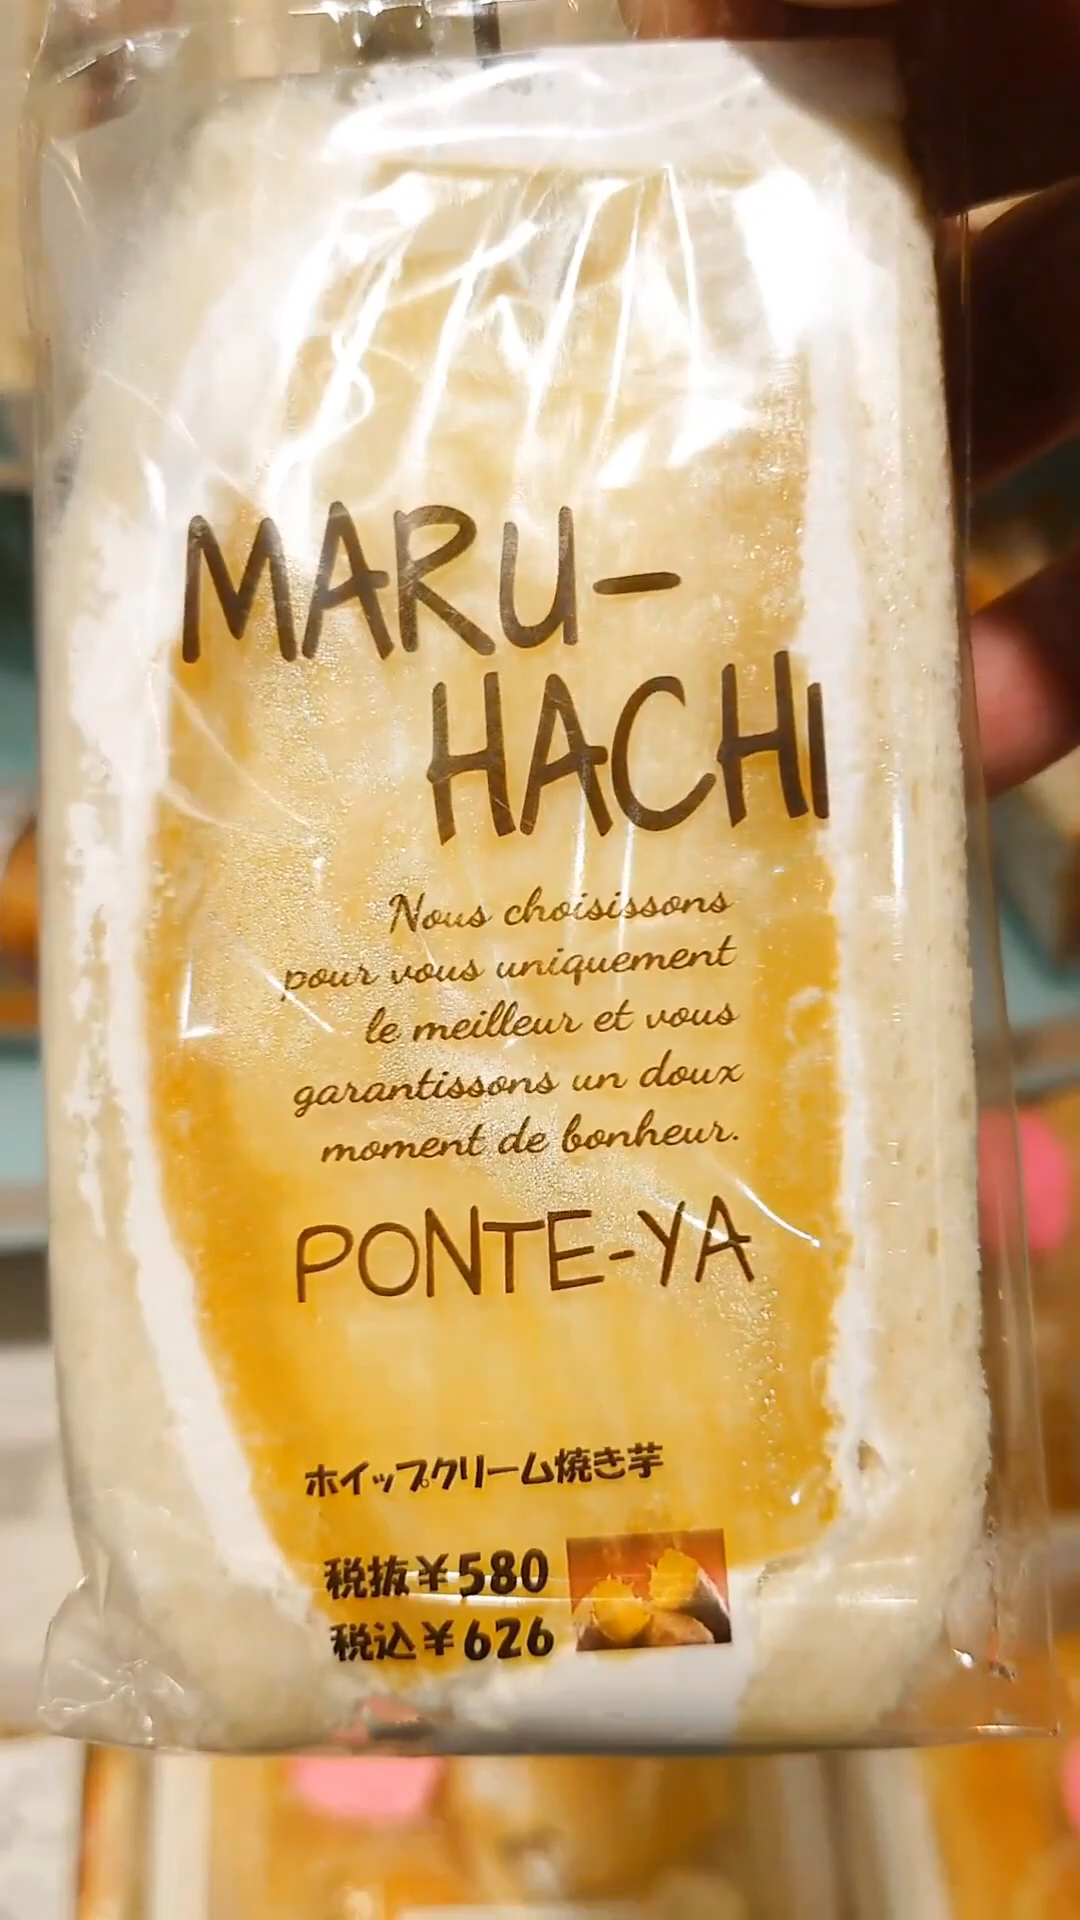 MARU-
HACHI
Nous choisissons
pour vous uniquement
le meilleur et vous
garantissons un doux
moment de bonheur.
PONTE-YA
ホイップクリーム焼き芋
税抜¥580
税込¥626